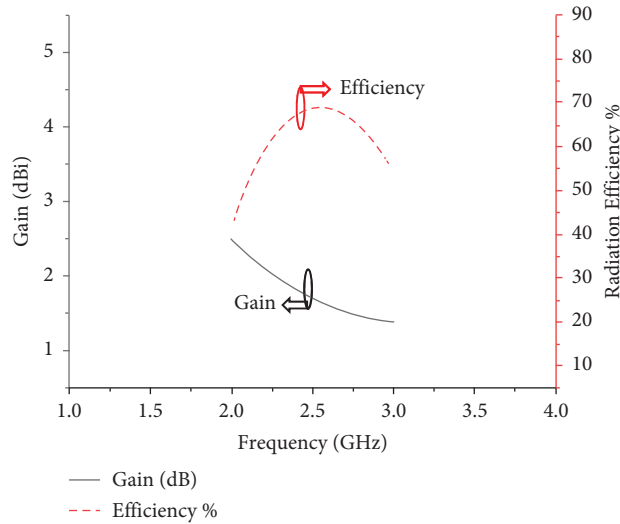 Gain (dBi)
5
4
3
2
1
Efficiency
Gain
90
80
70
60
50
40
30
20
10
Radiation Efficiency %
1.0 1.5 2.0 2.5 3.0 3.5 4.0
Frequency (GHz)
Gain (dB)
Efficiency %